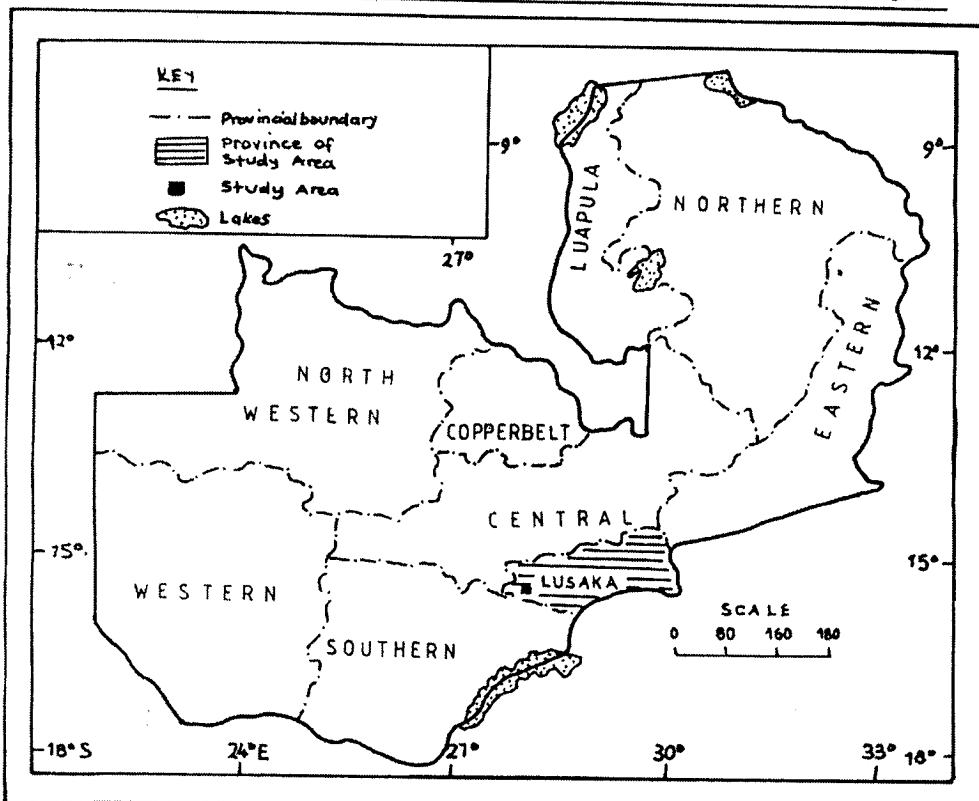 KEY
Provincial boundary
Province of
Study Area
Study Area
Lakes
9°
9°
27°
LUAPULA
NORTHERN
12°
12°
NORTH
WESTERN
COPPERBELT
EASTERN
CENTRAL
15°
15°
LUSAKA
WESTERN
SOUTHERN
SCALE
0 80 160 180
18°S
24°E
27°
30°
33°
18°